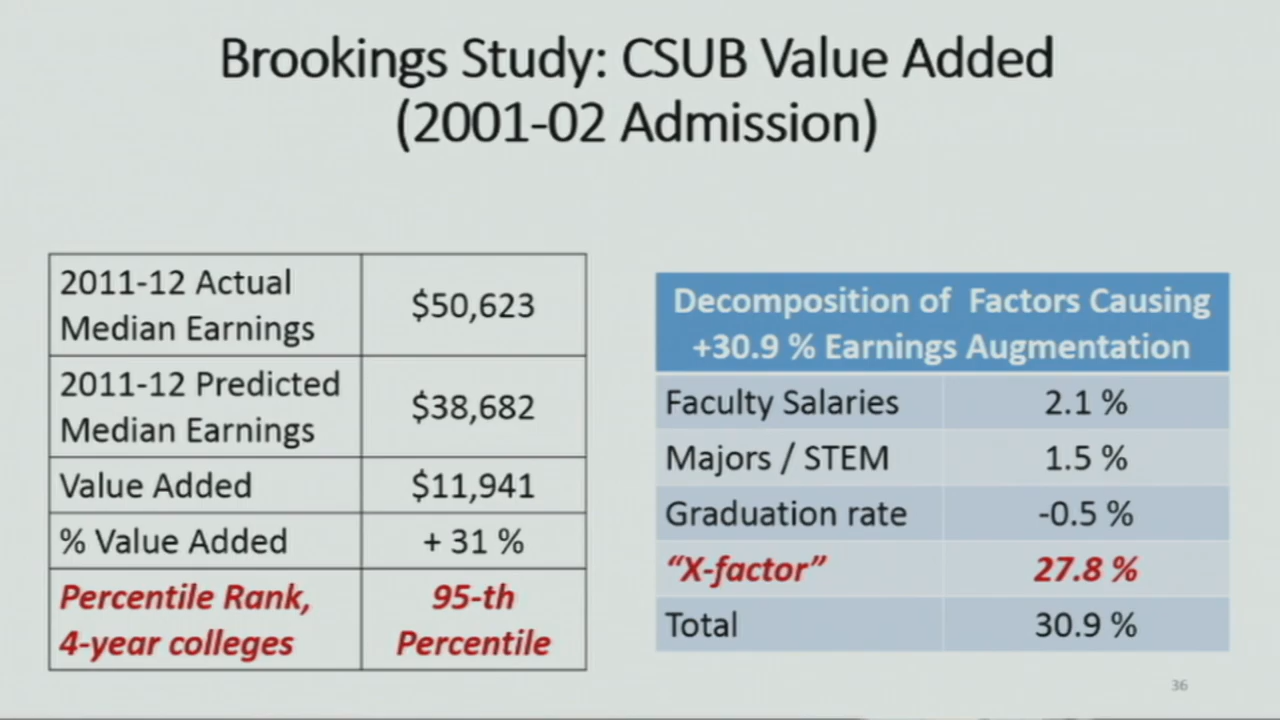 Brookings Study: CSUB Value Added
(2001-02 Admission)
2011-12 Actual
Median Earnings
$50,623
2011-12 Predicted
Median Earnings
$38,682
Value Added
$11,941
% Value Added
+ 31 %
Percentile Rank,
4-year colleges
95-th
Percentile
Decomposition of Factors Causing
+30.9 % Earnings Augmentation
Faculty Salaries
2.1 %
Majors / STEM
1.5 %
Graduation rate
-0.5 %
“X-factor”
27.8 %
Total
30.9 %
36